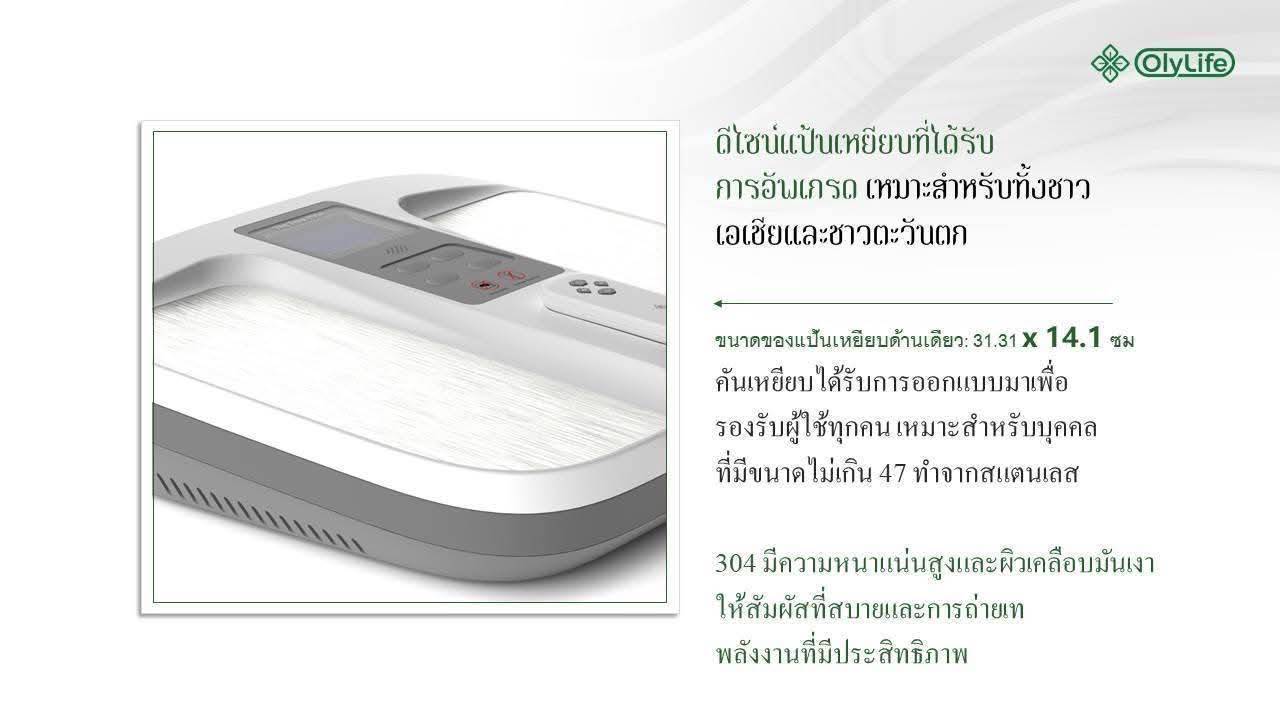 OlyLife
ดีไซน์แป้นเหยียบที่ได้รับ
การอัพเกรด เหมาะสำหรับทั้งชาว
เอเชียและชาวตะวันตก
ขนาดของแป้นเหยียบด้านเดียว: 31.31 x 14.1 ซม
คันเหยียบได้รับการออกแบบมาเพื่อ
รองรับผู้ใช้ทุกคน เหมาะสำหรับบุคคล
ที่มีขนาดไม่เกิน 47 ทำจากสแตนเลส
304 มีความหนาแน่นสูงและผิวเคลือบมันเงา
ให้สัมผัสที่สบายและการถ่ายเท
พลังงานที่มีประสิทธิภาพ